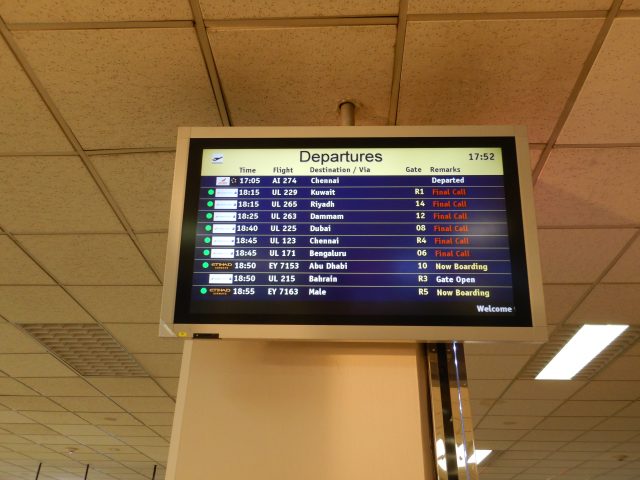 Departures 17:52
Time Flight Destination / Via Gate Remarks
17:05 AI 274 Chennai Departed
18:15 UL 229 Kuwait R1 Final Call
18:15 UL 265 Riyadh 14 Final Call
18:25 UL 263 Dammam 12 Final Call
18:40 UL 225 Dubai 08 Final Call
18:45 UL 123 Chennai R4 Final Call
18:45 UL 171 Bengaluru 06 Final Call
ETIHAD 18:50 EY 7153 Abu Dhabi 10 Now Boarding
18:50 UL 215 Bahrain R3 Gate Open
ETIHAD 18:55 EY 7163 Male R5 Now Boarding
Welcome